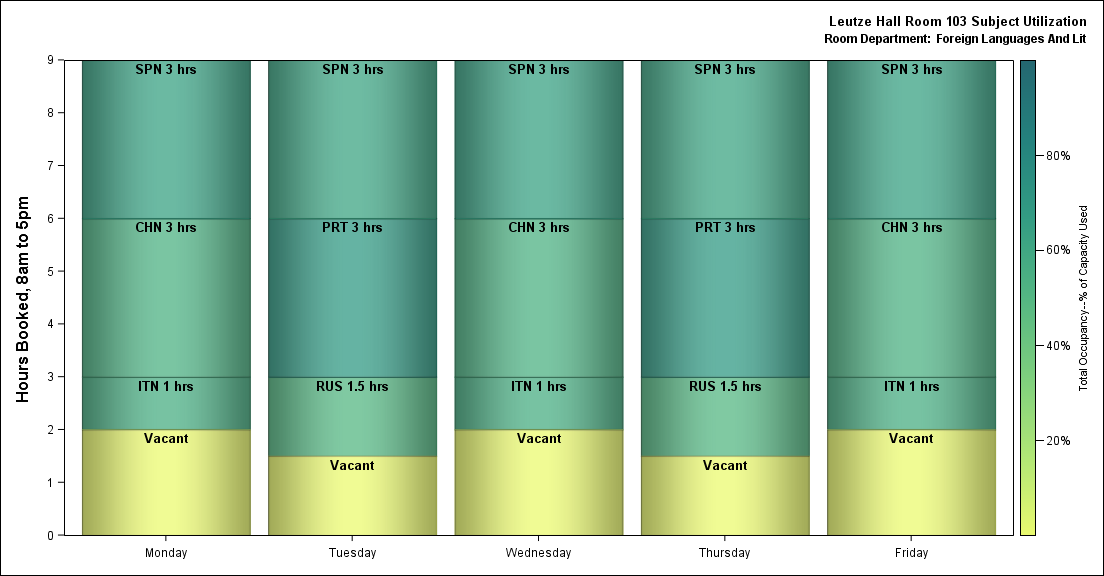 Leutze Hall Room 103 Subject Utilization
Room Department: Foreign Languages And Lit
Hours Booked, 8am to 5pm
9
8
7
6
5
4
3
2
1
0
SPN 3 hrs SPN 3 hrs SPN 3 hrs SPN 3 hrs SPN 3 hrs
CHN 3 hrs PRT 3 hrs CHN 3 hrs PRT 3 hrs CHN 3 hrs
ITN 1 hrs RUS 1.5 hrs ITN 1 hrs RUS 1.5 hrs ITN 1 hrs
Vacant Vacant Vacant Vacant Vacant
Monday Tuesday Wednesday Thursday Friday
80%
60%
40%
20%
Total Occupancy--% of Capacity Used